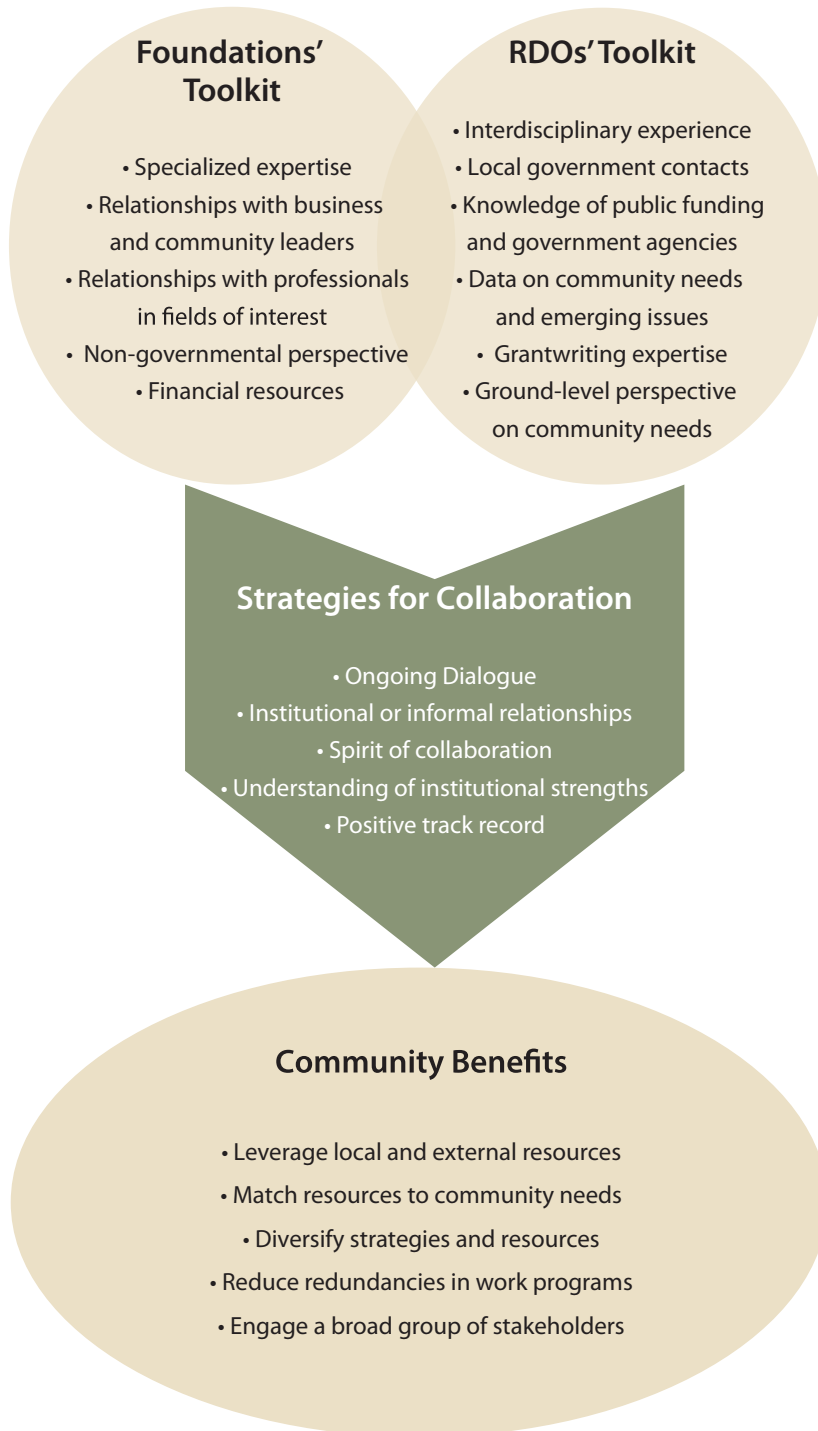 Foundations'
Toolkit
• Specialized expertise
• Relationships with business
and community leaders
• Relationships with professionals
in fields of interest
• Non-governmental perspective
• Financial resources
RDOs' Toolkit
• Interdisciplinary experience
• Local government contacts
• Knowledge of public funding
and government agencies
• Data on community needs
and emerging issues
• Grantwriting expertise
• Ground-level perspective
on community needs
Strategies for Collaboration
• Ongoing Dialogue
• Institutional or informal relationships
• Spirit of collaboration
• Understanding of institutional strengths
• Positive track record
Community Benefits
• Leverage local and external resources
• Match resources to community needs
• Diversify strategies and resources
• Reduce redundancies in work programs
• Engage a broad group of stakeholders